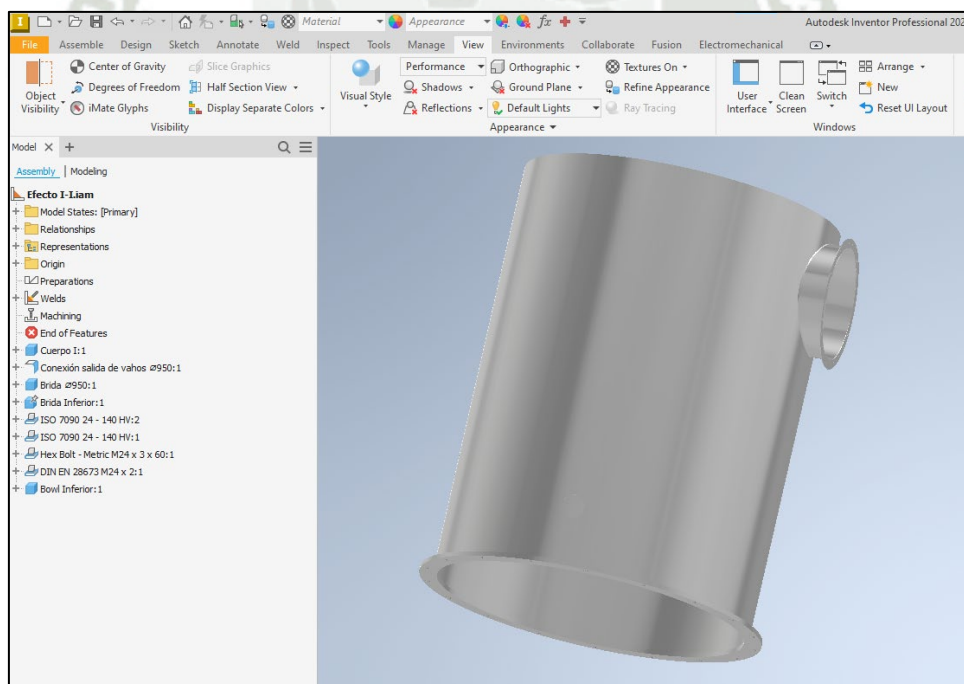 Material Appearance fx Autodesk Inventor Professional 202
File Assemble Design Sketch Annotate Weld Inspect Tools Manage View Environments Collaborate Fusion Electromechanical
Center of Gravity Slice Graphics Performance Orthographic Textures On Arrange
Object Visibility Degrees of Freedom Half Section View Visual Style Shadows Ground Plane Refine Appearance User Interface Clean Screen Switch New
iMate Glyphs Display Separate Colors Reflections Default Lights Ray Tracing Reset UI Layout
Visibility Appearance Windows
Model
Assembly | Modeling
Efecto I-Liam
Model States: [Primary]
Relationships
Representations
Origin
Preparations
Welds
Machining
End of Features
Cuerpo I:1
Conexión salida de vahos ⌀950:1
Brida ⌀950:1
Brida Inferior:1
ISO 7090 24 - 140 HV:2
ISO 7090 24 - 140 HV:1
Hex Bolt - Metric M24 x 3 x 60:1
DIN EN 28673 M24 x 2:1
Bowl Inferior:1